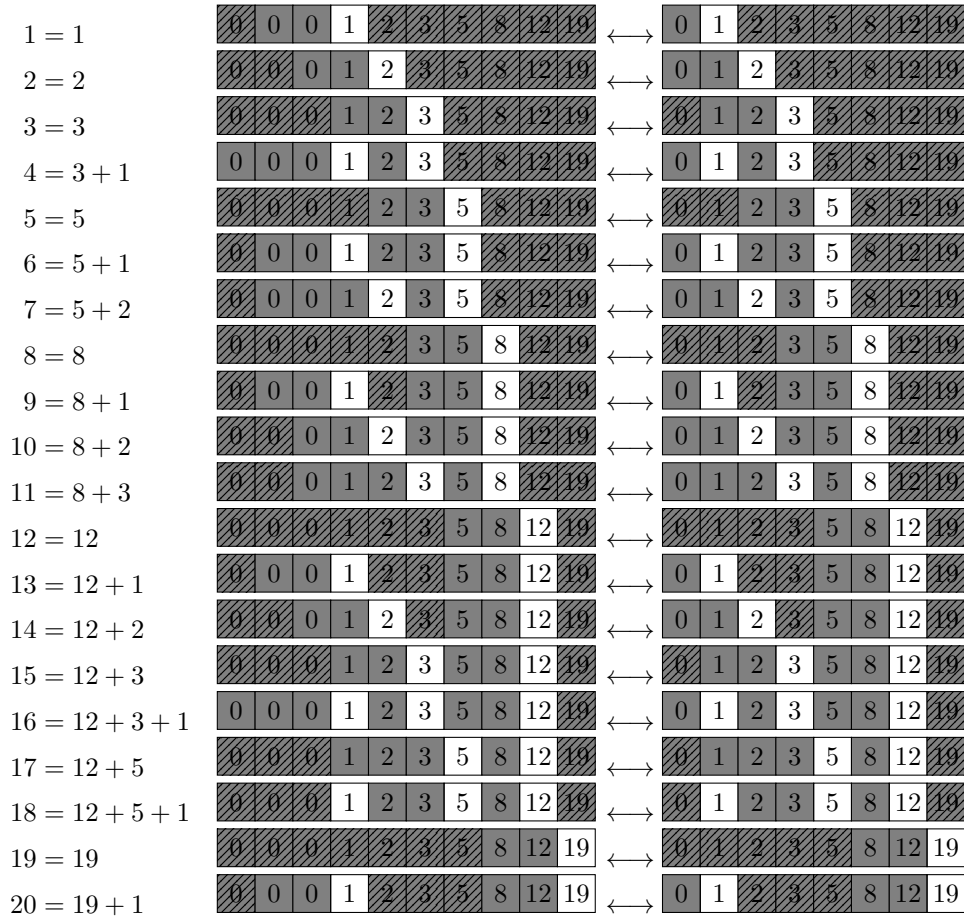 1 = 1 0 0 0 1 2 3 5 8 12 19 ⟷ 0 1 2 3 5 8 12 19
2 = 2 0 0 0 1 2 3 5 8 12 19 ⟷ 0 1 2 3 5 8 12 19
3 = 3 0 0 0 1 2 3 5 8 12 19 ⟷ 0 1 2 3 5 8 12 19
4 = 3 + 1 0 0 0 1 2 3 5 8 12 19 ⟷ 0 1 2 3 5 8 12 19
5 = 5 0 0 0 1 2 3 5 8 12 19 ⟷ 0 1 2 3 5 8 12 19
6 = 5 + 1 0 0 0 1 2 3 5 8 12 19 ⟷ 0 1 2 3 5 8 12 19
7 = 5 + 2 0 0 0 1 2 3 5 8 12 19 ⟷ 0 1 2 3 5 8 12 19
8 = 8 0 0 0 1 2 3 5 8 12 19 ⟷ 0 1 2 3 5 8 12 19
9 = 8 + 1 0 0 0 1 2 3 5 8 12 19 ⟷ 0 1 2 3 5 8 12 19
10 = 8 + 2 0 0 0 1 2 3 5 8 12 19 ⟷ 0 1 2 3 5 8 12 19
11 = 8 + 3 0 0 0 1 2 3 5 8 12 19 ⟷ 0 1 2 3 5 8 12 19
12 = 12 0 0 0 1 2 3 5 8 12 19 ⟷ 0 1 2 3 5 8 12 19
13 = 12 + 1 0 0 0 1 2 3 5 8 12 19 ⟷ 0 1 2 3 5 8 12 19
14 = 12 + 2 0 0 0 1 2 3 5 8 12 19 ⟷ 0 1 2 3 5 8 12 19
15 = 12 + 3 0 0 0 1 2 3 5 8 12 19 ⟷ 0 1 2 3 5 8 12 19
16 = 12 + 3 + 1 0 0 0 1 2 3 5 8 12 19 ⟷ 0 1 2 3 5 8 12 19
17 = 12 + 5 0 0 0 1 2 3 5 8 12 19 ⟷ 0 1 2 3 5 8 12 19
18 = 12 + 5 + 1 0 0 0 1 2 3 5 8 12 19 ⟷ 0 1 2 3 5 8 12 19
19 = 19 0 0 0 1 2 3 5 8 12 19 ⟷ 0 1 2 3 5 8 12 19
20 = 19 + 1 0 0 0 1 2 3 5 8 12 19 ⟷ 0 1 2 3 5 8 12 19